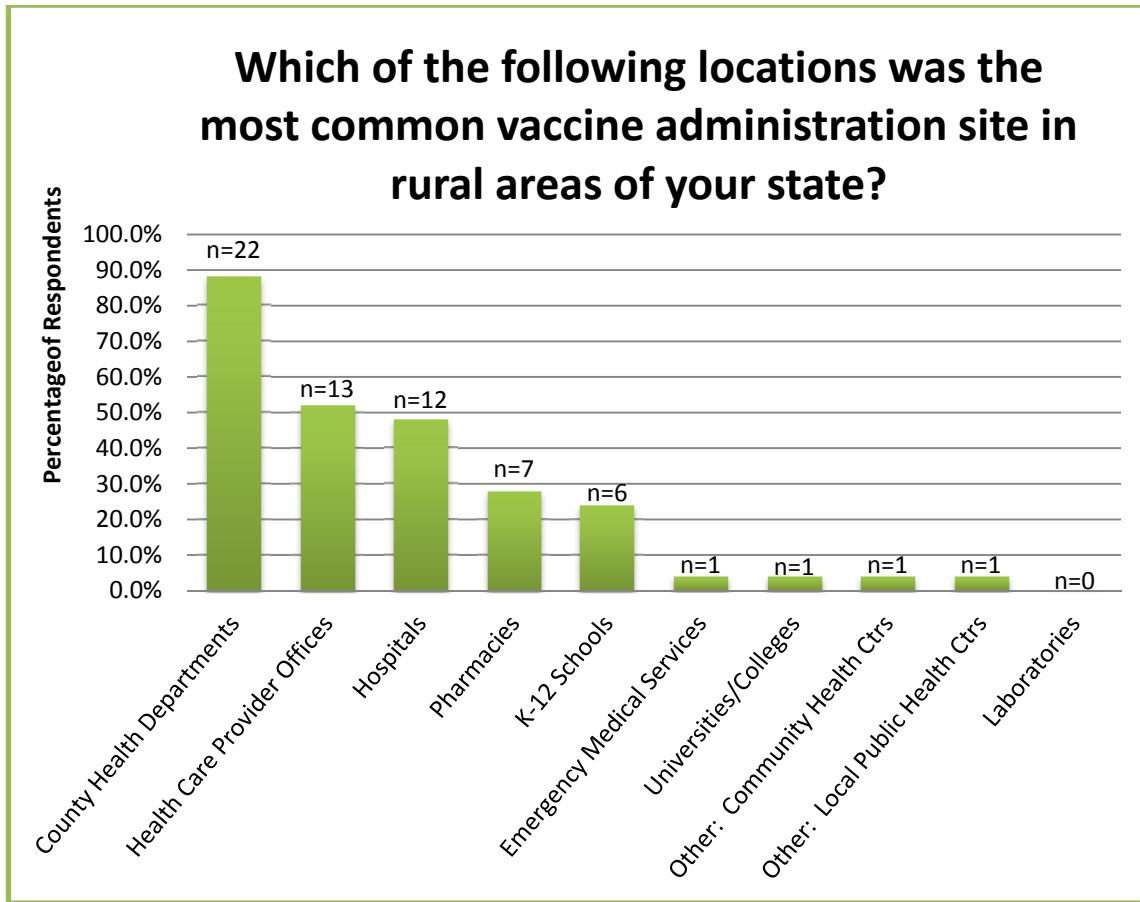 Which of the following locations was the
most common vaccine administration site in
rural areas of your state?
Percentageof Respondents
100.0%
90.0%
80.0%
70.0%
60.0%
50.0%
40.0%
30.0%
20.0%
10.0%
0.0%
n=22
n=13
n=12
n=7
n=6
n=1
n=1
n=1
n=1
n=0
County Health Departments
Health Care Provider Offices
Hospitals
Pharmacies
K-12 Schools
Emergency Medical Services
Universities/Colleges
Other:  Community Health Ctrs
Other:  Local Public Health Ctrs
Laboratories